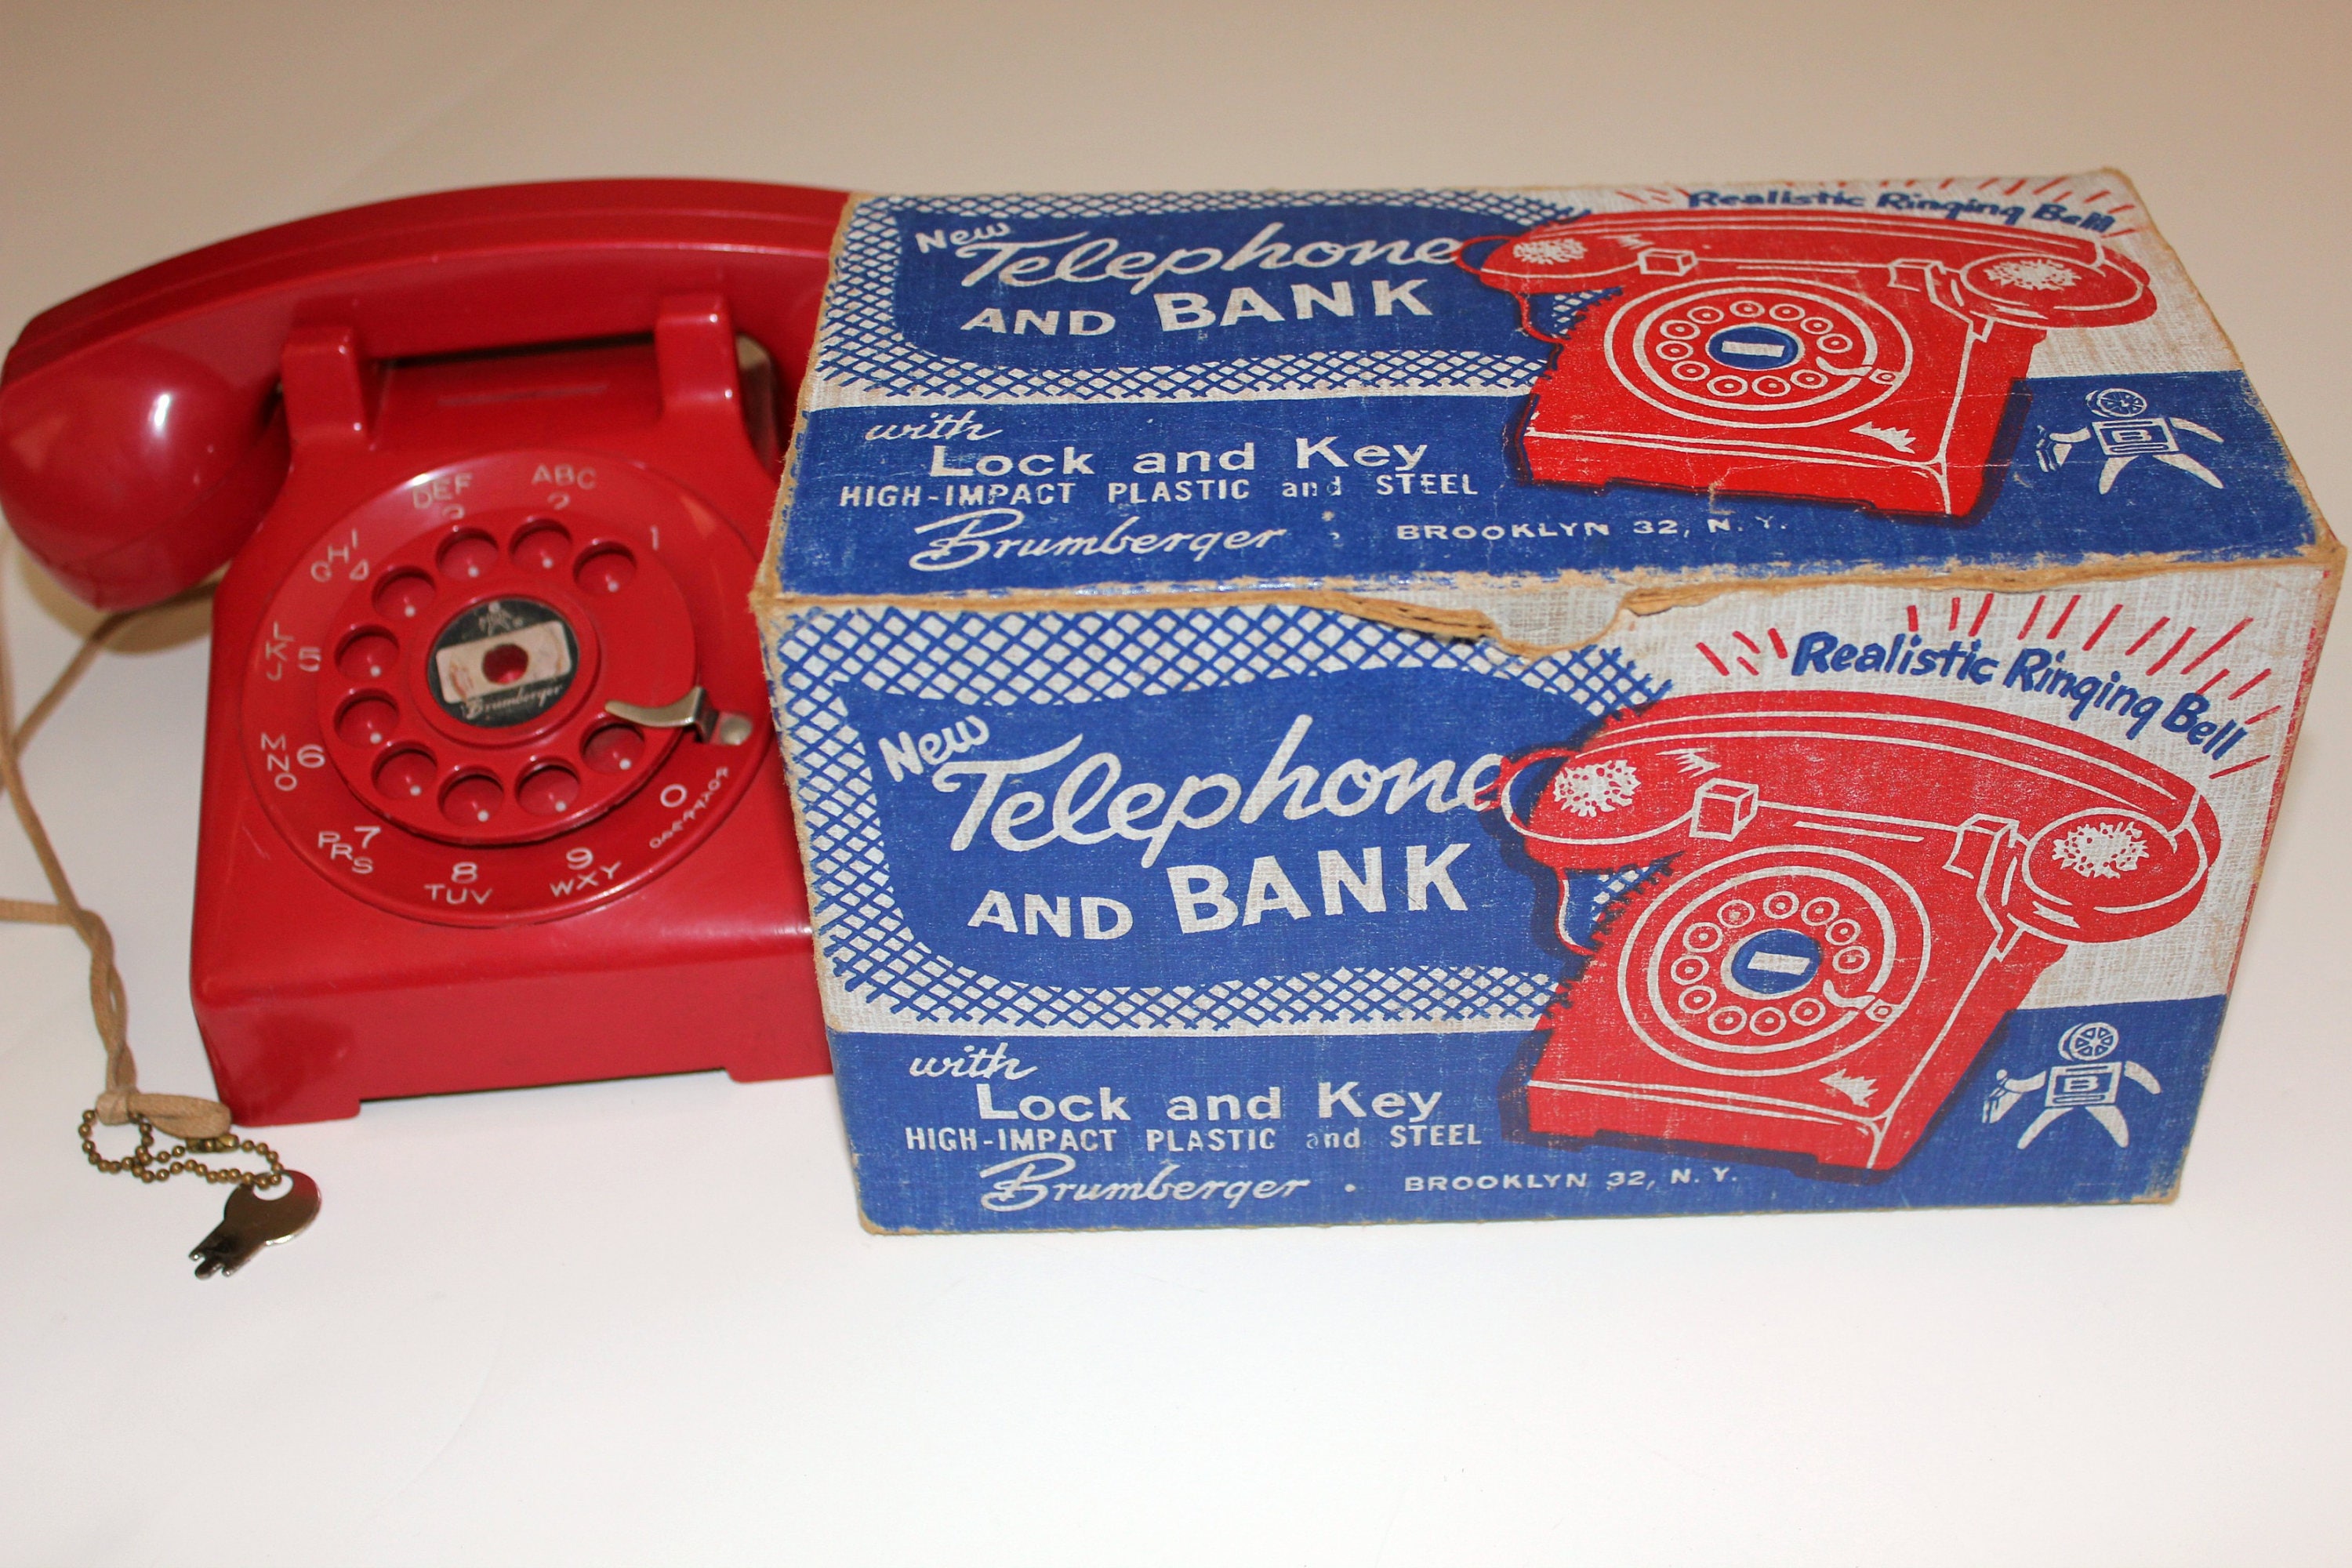 New
Telephone
AND BANK
Realistic Ringing Bell
with
Lock and Key
HIGH-IMPACT PLASTIC and STEEL
Brumberger • BROOKLYN 32, N. Y.
B
New
Telephone
AND BANK
Realistic Ringing Bell
with
Lock and Key
HIGH-IMPACT PLASTIC and STEEL
Brumberger • BROOKLYN 32, N. Y.
B
1
ABC
2
DEF
3
GHI 4
JKL 5
MNO 6
PRS 7
8
TUV
9
WXY
0
OPERATOR
Brumberger